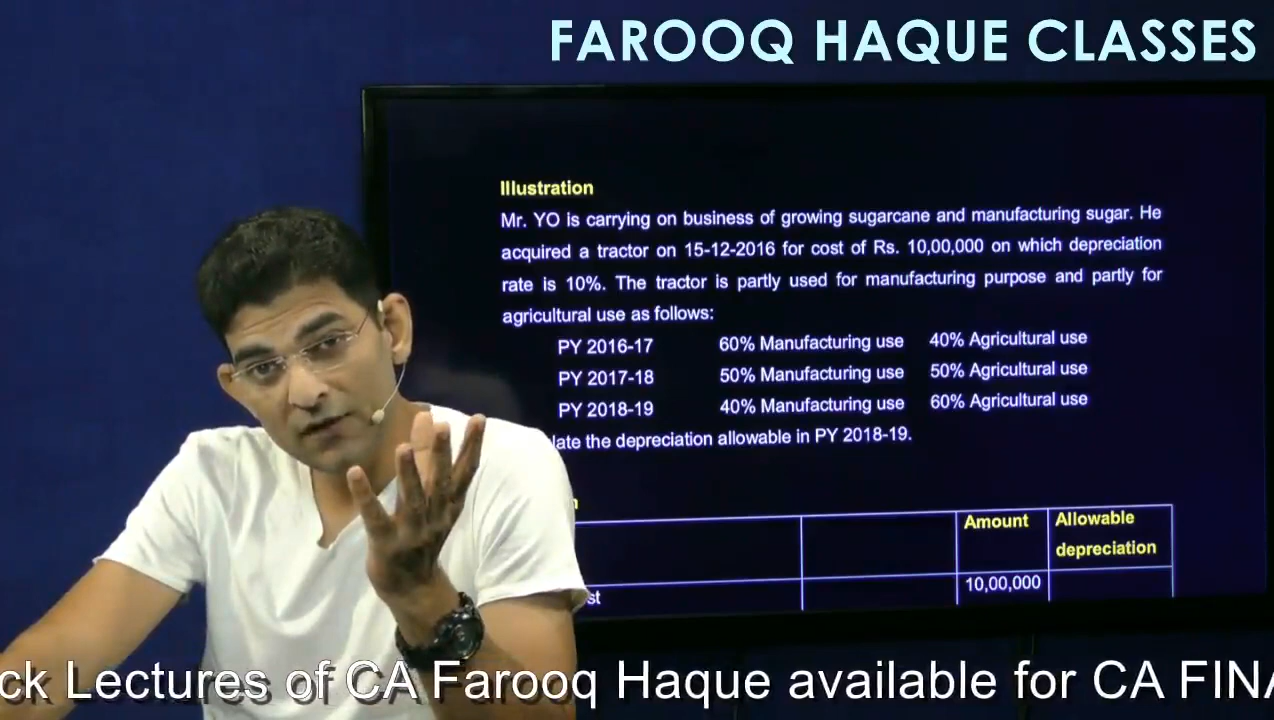 FAROOQ HAQUE CLASSES
Illustration
Mr. YO is carrying on business of growing sugarcane and manufacturing sugar. He
acquired a tractor on 15-12-2016 for cost of Rs. 10,00,000 on which depreciation
rate is 10%. The tractor is partly used for manufacturing purpose and partly for
agricultural use as follows:
PY 2016-17 60% Manufacturing use 40% Agricultural use
PY 2017-18 50% Manufacturing use 50% Agricultural use
PY 2018-19 40% Manufacturing use 60% Agricultural use
late the depreciation allowable in PY 2018-19.
n
Amount Allowable
depreciation
st 10,00,000
ck Lectures of CA Farooq Haque available for CA FINA